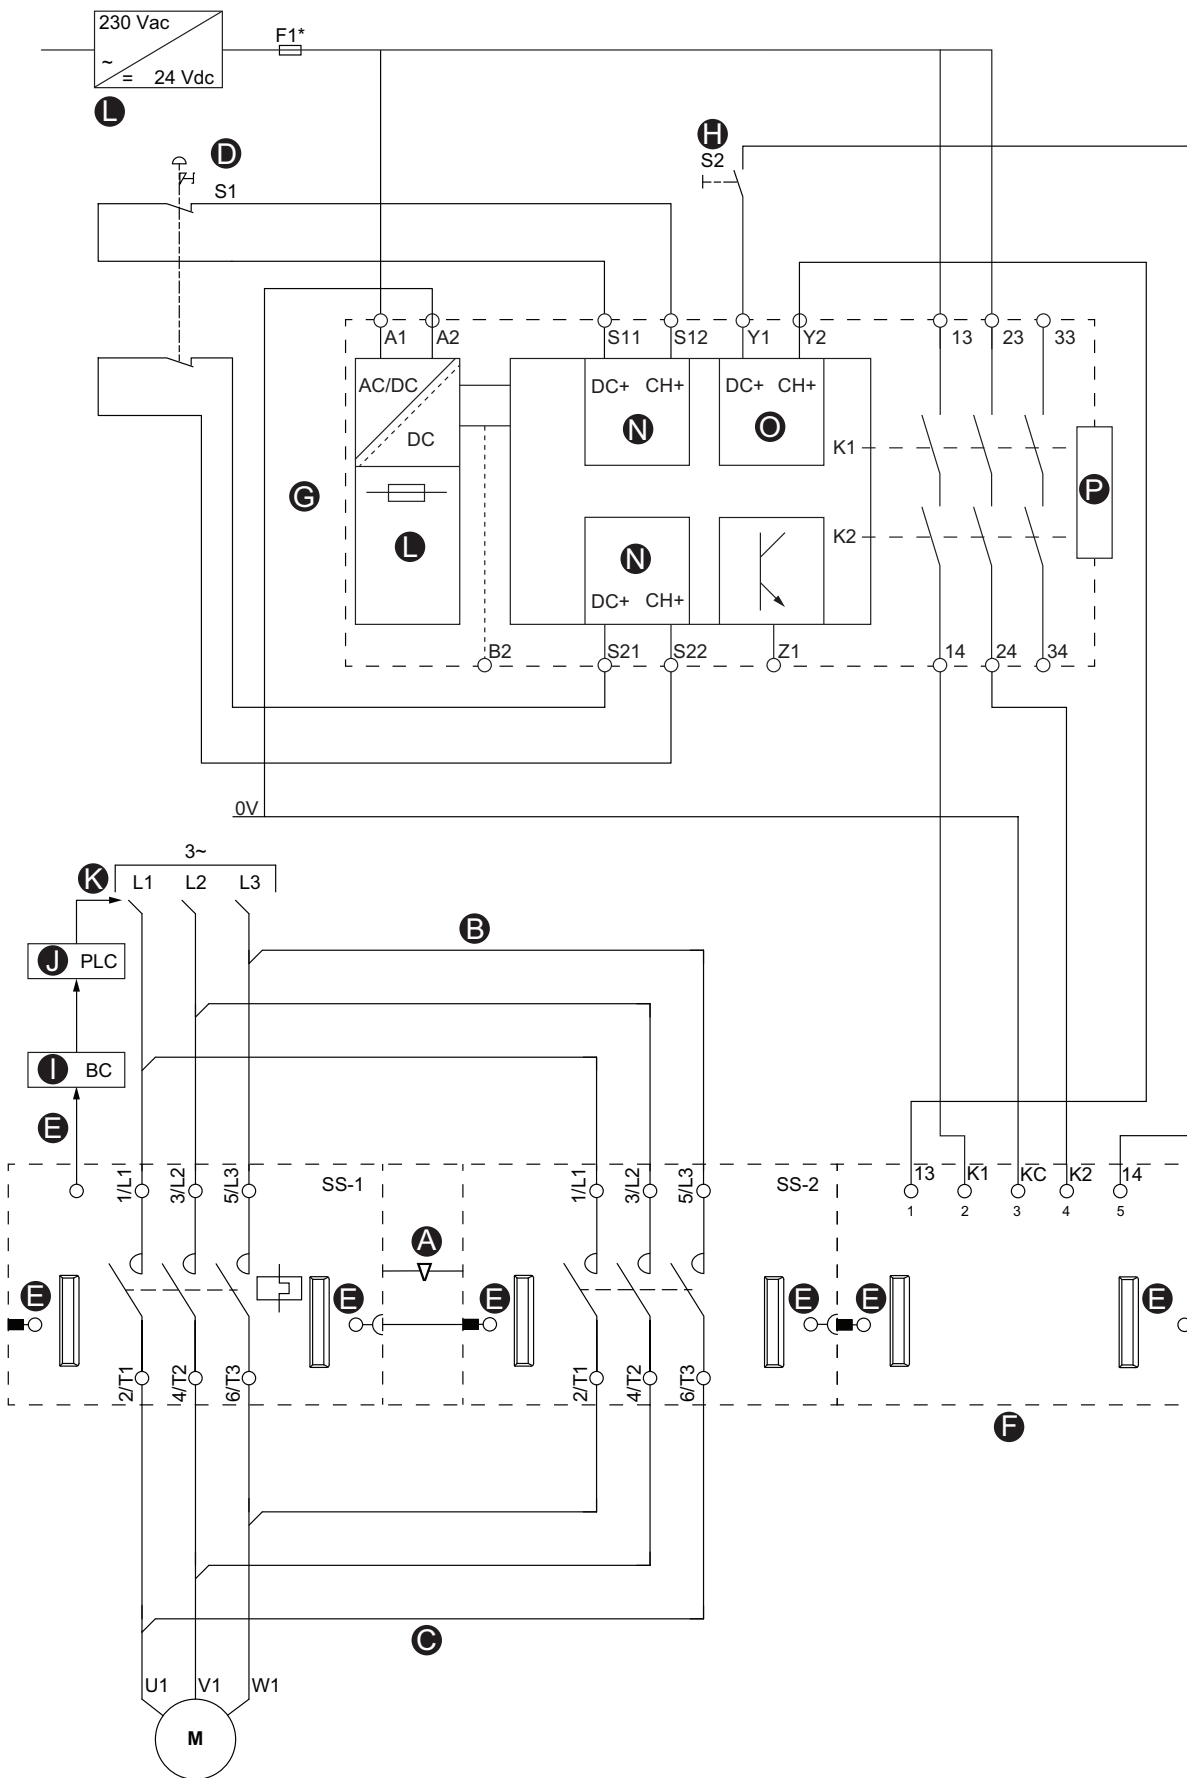 230 Vac
~
= 24 Vdc
F1*
L
D
S1
H
S2
A1 A2 S11 S12 Y1 Y2 13 23 33
AC/DC
DC
DC+ CH+
DC+ CH+
N
O
K1
G
P
L
N
K2
DC+ CH+
B2 S21 S22 Z1 14 24 34
0V
3~
K
L1 L2 L3
B
J PLC
I BC
E
1/L1 3/L2 5/L3
SS-1
1/L1 3/L2 5/L3
SS-2
13 K1 KC K2 14
1 2 3 4 5
A
E E E E E E
2/T1 4/T2 6/T3
2/T1 4/T2 6/T3
F
C
U1 V1 W1
M